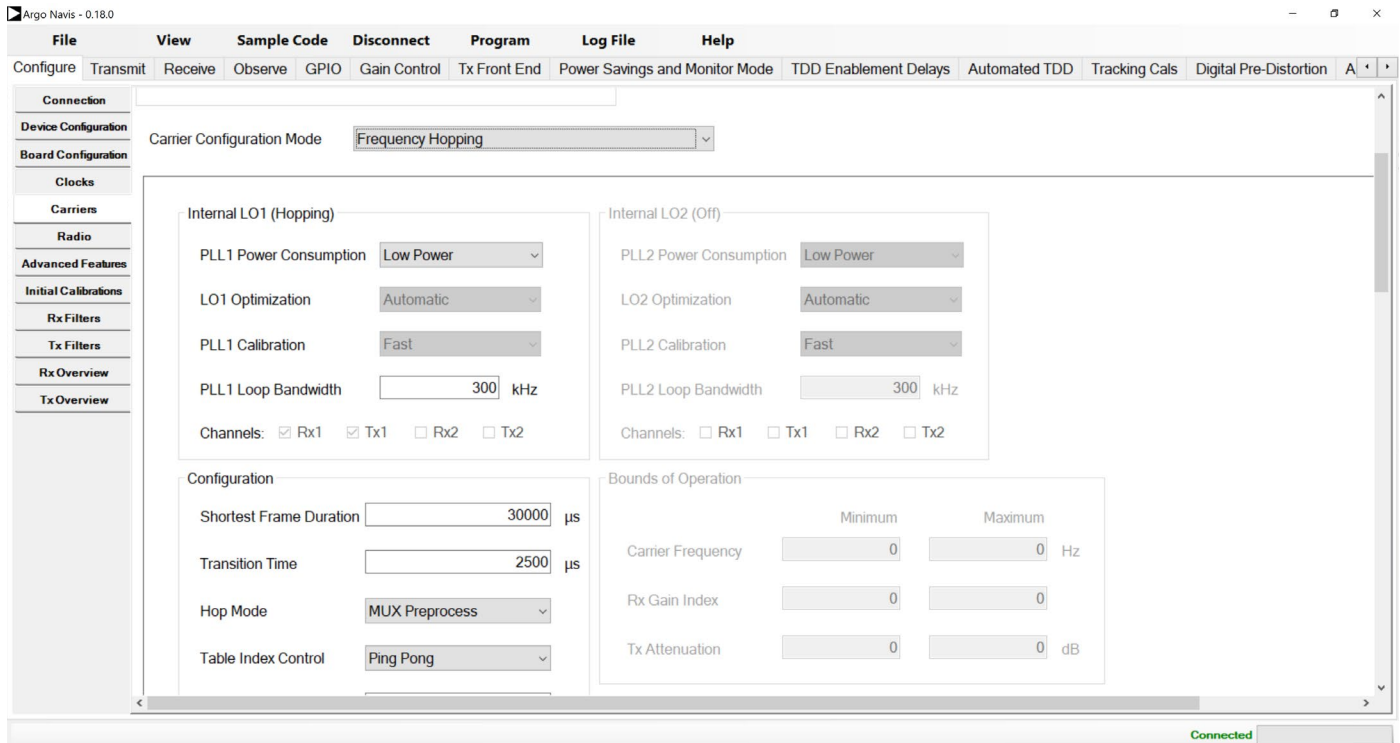 Argo Navis - 0.18.0
File View Sample Code Disconnect Program Log File Help
Configure Transmit Receive Observe GPIO Gain Control Tx Front End Power Savings and Monitor Mode TDD Enablement Delays Automated TDD Tracking Cals Digital Pre-Distortion A
Connection
Device Configuration
Board Configuration
Clocks
Carriers
Radio
Advanced Features
Initial Calibrations
Rx Filters
Tx Filters
Rx Overview
Tx Overview
Carrier Configuration Mode Frequency Hopping
Internal LO1 (Hopping)
PLL1 Power Consumption Low Power
LO1 Optimization Automatic
PLL1 Calibration Fast
PLL1 Loop Bandwidth 300 kHz
Channels: Rx1 Tx1 Rx2 Tx2
Internal LO2 (Off)
PLL2 Power Consumption Low Power
LO2 Optimization Automatic
PLL2 Calibration Fast
PLL2 Loop Bandwidth 300 kHz
Channels: Rx1 Tx1 Rx2 Tx2
Configuration
Shortest Frame Duration 30000 µs
Transition Time 2500 µs
Hop Mode MUX Preprocess
Table Index Control Ping Pong
Bounds of Operation
Minimum Maximum
Carrier Frequency 0 0 Hz
Rx Gain Index 0 0
Tx Attenuation 0 0 dB
Connected